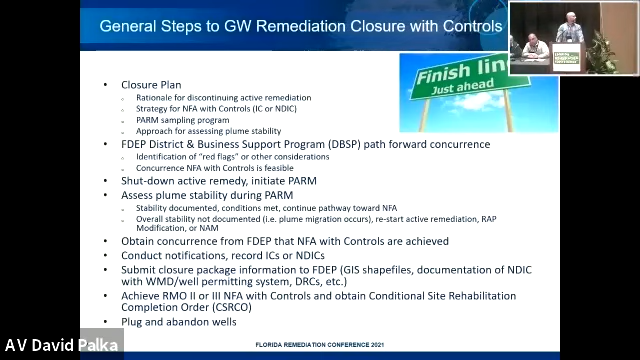 General Steps to GW Remediation Closure with Controls
Finish line
Just ahead
• Closure Plan
Rationale for discontinuing active remediation
Strategy for NFA with Controls (IC or NDIC)
PARM sampling program
Approach for assessing plume stability
• FDEP District & Business Support Program (DBSP) path forward concurrence
Identification of "red flags" or other considerations
Concurrence NFA with Controls is feasible
• Shut-down active remedy, initiate PARM
• Assess plume stability during PARM
Stability documented, conditions met, continue pathway toward NFA
Overall stability not documented (i.e. plume migration occurs), re-start active remediation, RAP
Modification, or NAM
• Obtain concurrence from FDEP that NFA with Controls are achieved
• Conduct notifications, record ICs or NDICs
• Submit closure package information to FDEP (GIS shapefiles, documentation of NDIC
with WMD/well permitting system, DRCs, etc.)
• Achieve RMO II or III NFA with Controls and obtain Conditional Site Rehabilitation
Completion Order (CSRCO)
• Plug and abandon wells
FLORIDA REMEDIATION CONFERENCE 2021
AV David Palka